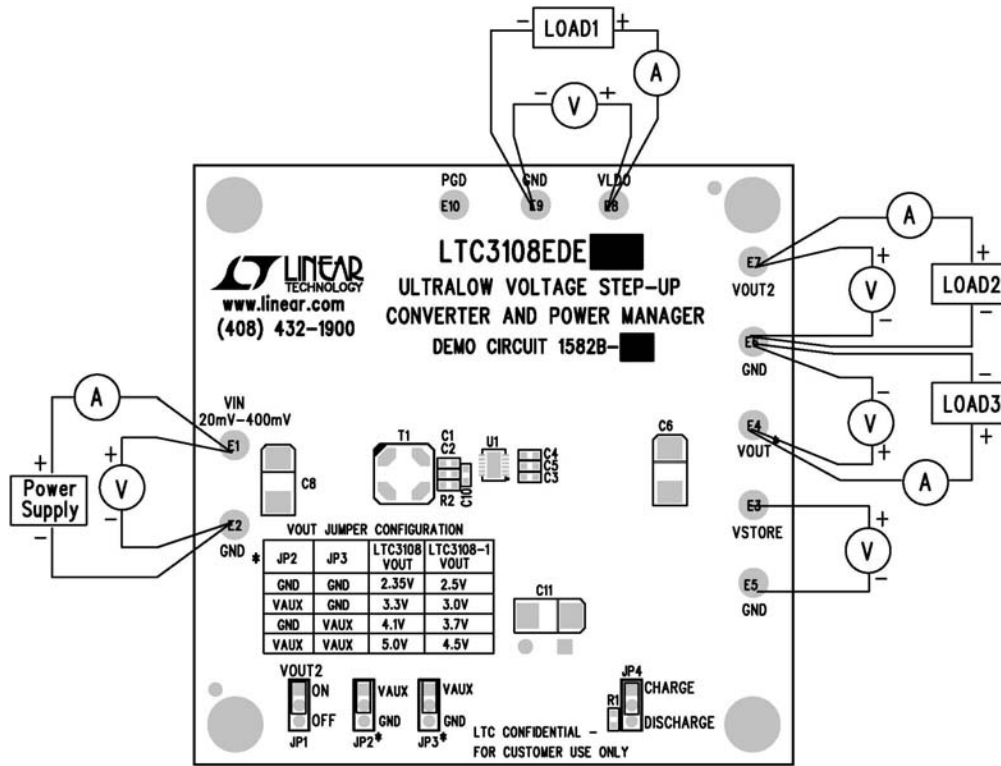 - LOAD1 +
A
- V +
PGD
E10
GND
E9
VLDO
E8
LTC3108EDE
LINEAR
TECHNOLOGY
www.linear.com
(408) 432-1900
ULTRALOW VOLTAGE STEP-UP
CONVERTER AND POWER MANAGER
DEMO CIRCUIT 1582B-
E7
VOUT2
A
+
V
-
+
LOAD2
-
E6
GND
-
V
+
-
LOAD3
+
E4
VOUT*
A
E3
VSTORE
+
V
-
E5
GND
A
VIN
20mV-400mV
E1
+
Power
Supply
-
+
V
-
E2
GND
C8
T1
C1
C2
R2
C10
U1
C4
C5
C3
C6
VOUT JUMPER CONFIGURATION
* JP2 JP3 LTC3108 VOUT LTC3108-1 VOUT
GND GND 2.35V 2.5V
VAUX GND 3.3V 3.0V
GND VAUX 4.1V 3.7V
VAUX VAUX 5.0V 4.5V
C11
VOUT2
ON
OFF
JP1
VAUX
GND
JP2*
VAUX
GND
JP3*
LTC CONFIDENTIAL -
FOR CUSTOMER USE ONLY
R1
JP4
CHARGE
DISCHARGE